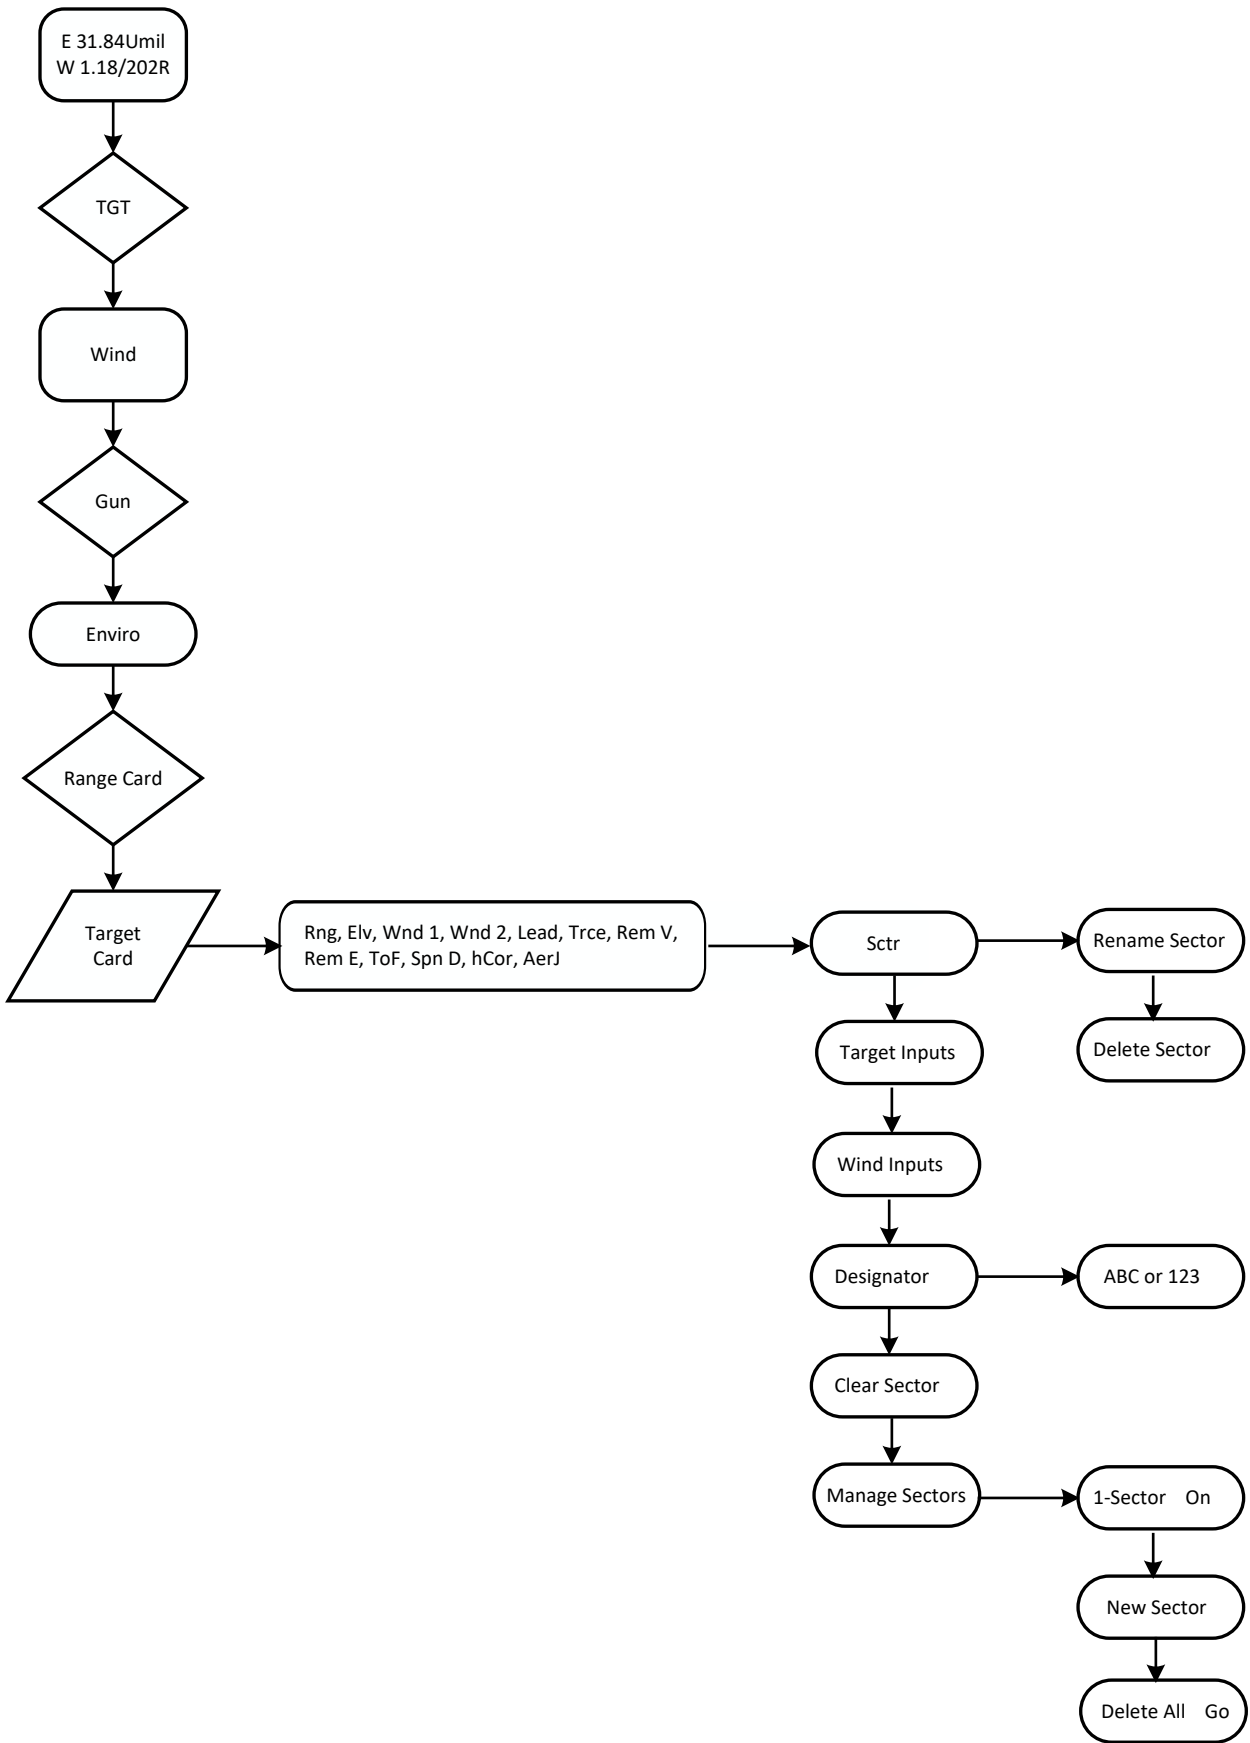 E 31.84Umil
W 1.18/202R
TGT
Wind
Gun
Enviro
Range Card
Target
Card
Rng, Elv, Wnd 1, Wnd 2, Lead, Trce, Rem V,
Rem E, ToF, Spn D, hCor, AerJ
Sctr
Rename Sector
Target Inputs
Delete Sector
Wind Inputs
Designator
ABC or 123
Clear Sector
Manage Sectors
1-Sector On
New Sector
Delete All Go